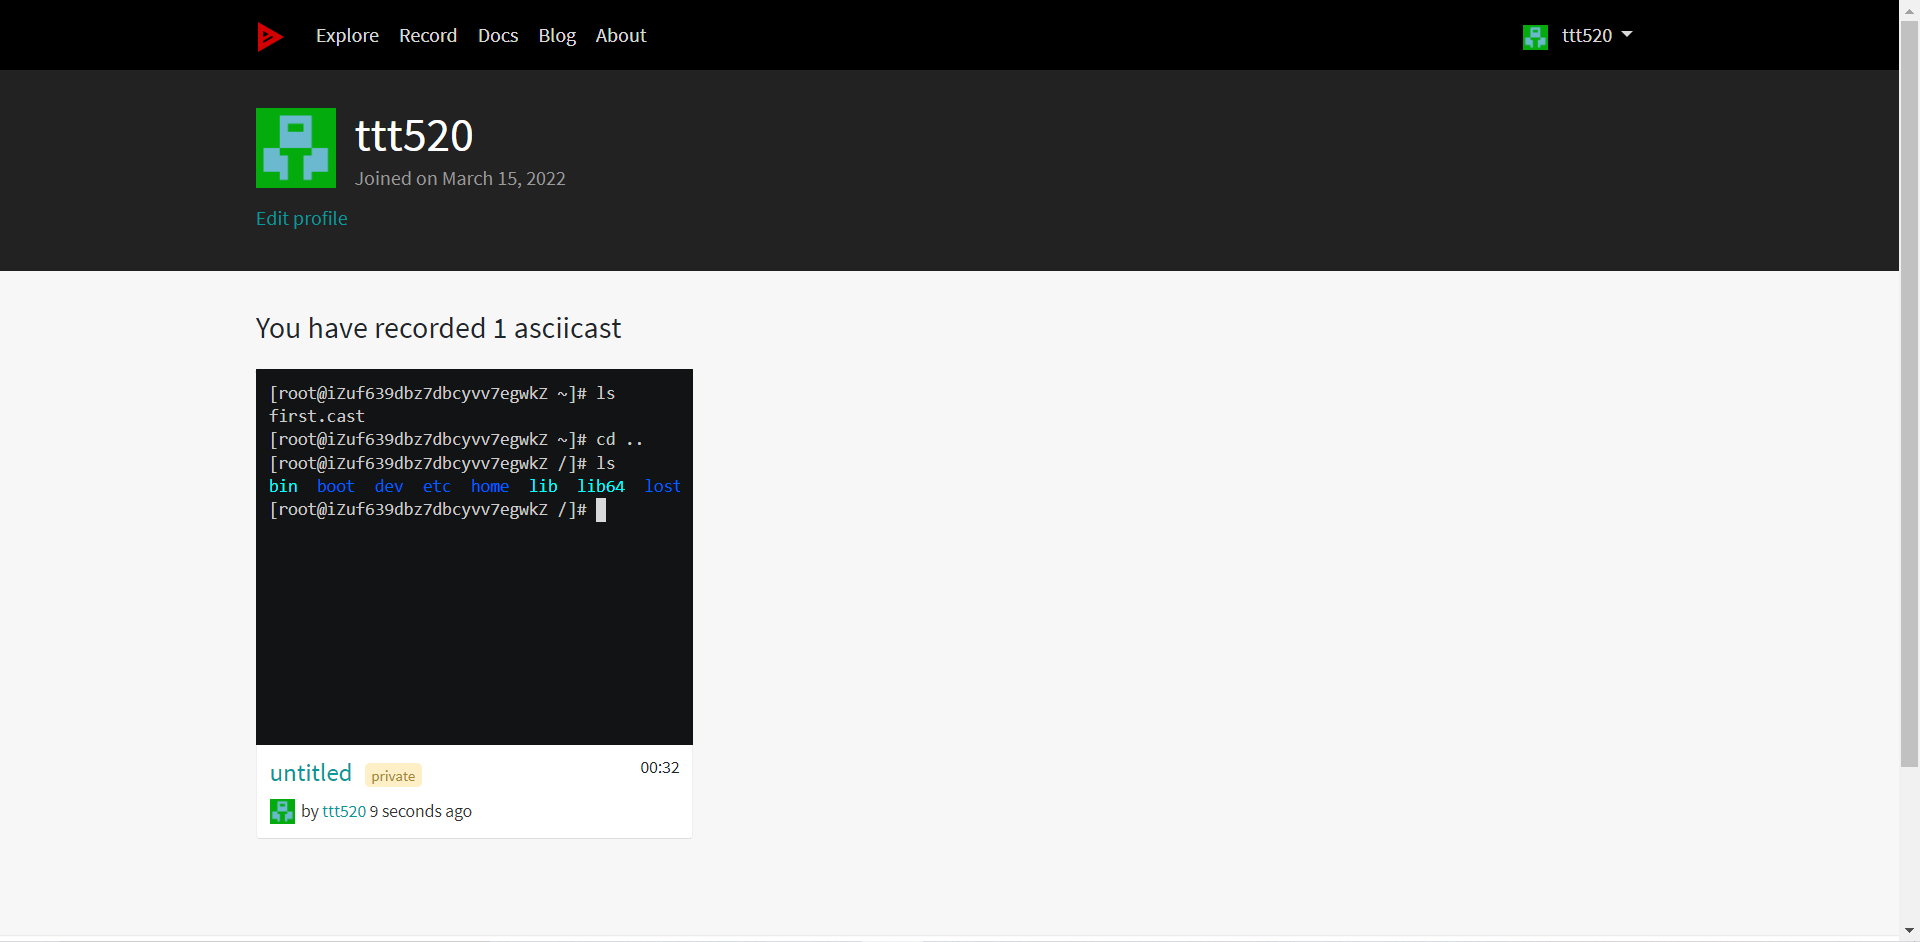 Explore Record Docs Blog About ttt520
ttt520
Joined on March 15, 2022
Edit profile
You have recorded 1 asciicast
[root@iZuf639dbz7dbcyvv7egwkZ ~]# ls
first.cast
[root@iZuf639dbz7dbcyvv7egwkZ ~]# cd ..
[root@iZuf639dbz7dbcyvv7egwkZ /]# ls
bin boot dev etc home lib lib64 lost
[root@iZuf639dbz7dbcyvv7egwkZ /]#
untitled private 00:32
by ttt520 9 seconds ago